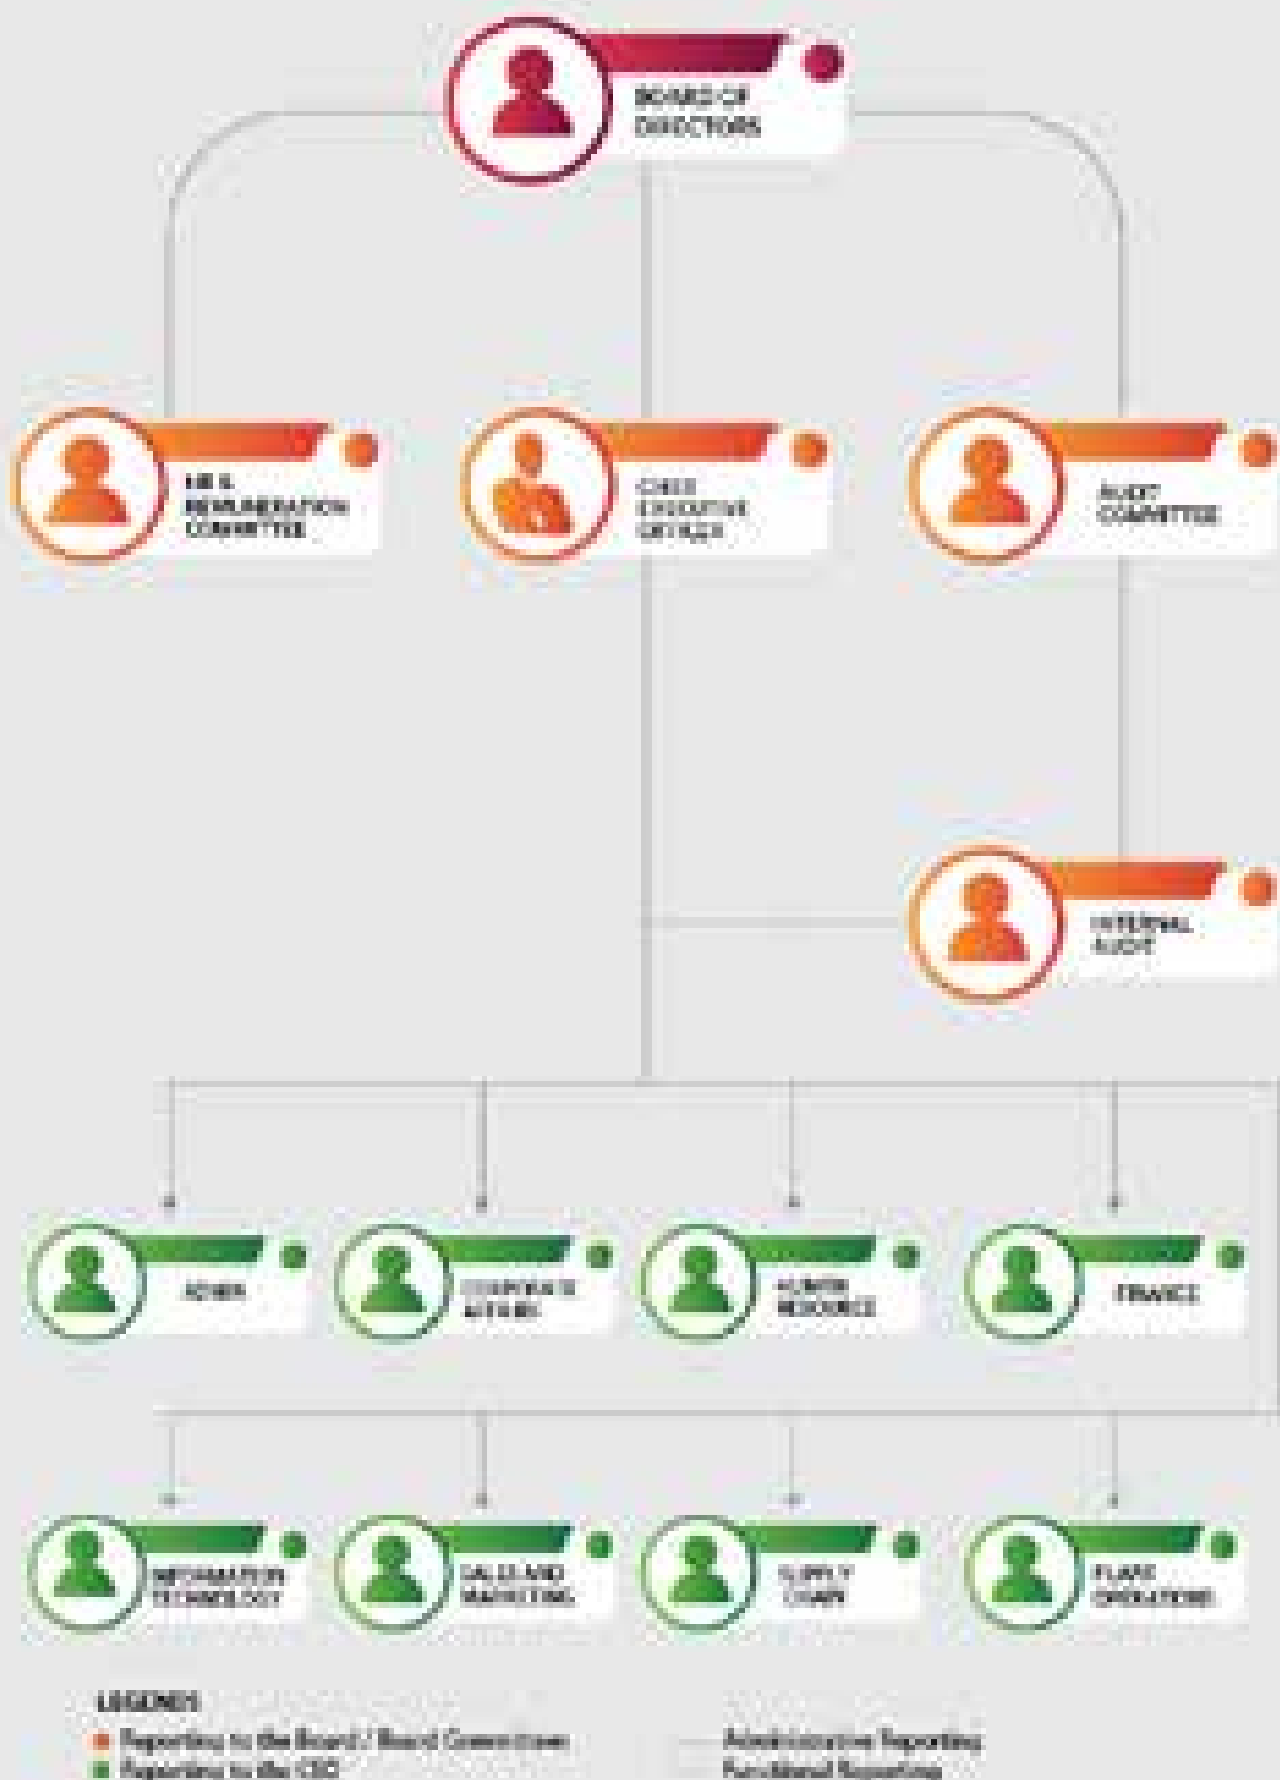 BOARD OF
DIRECTORS
HR &
REMUNERATION
COMMITTEE
CHIEF
EXECUTIVE
OFFICER
AUDIT
COMMITTEE
INTERNAL
AUDIT
ADMIN
CORPORATE
AFFAIRS
HUMAN
RESOURCE
FINANCE
INFORMATION
TECHNOLOGY
SALES AND
MARKETING
SUPPLY
CHAIN
PLANT
OPERATIONS
LEGENDS
Reporting to the Board / Board Committees
Reporting to the CEO
Administrative Reporting
Functional Reporting